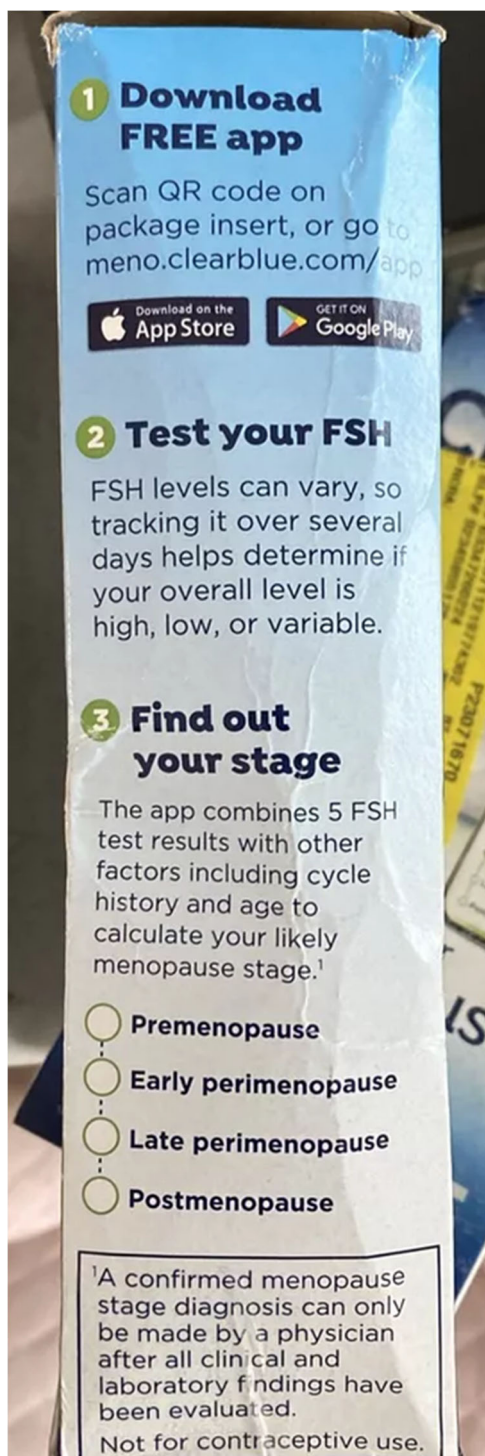 1 Download
FREE app
Scan QR code on
package insert, or go to
meno.clearblue.com/app
Download on the
App Store
GET IT ON
Google Play
2 Test your FSH
FSH levels can vary, so
tracking it over several
days helps determine if
your overall level is
high, low, or variable.
3 Find out
your stage
The app combines 5 FSH
test results with other
factors including cycle
history and age to
calculate your likely
menopause stage.¹
Premenopause
Early perimenopause
Late perimenopause
Postmenopause
¹A confirmed menopause
stage diagnosis can only
be made by a physician
after all clinical and
laboratory findings have
been evaluated.
Not for contraceptive use.
P23071670